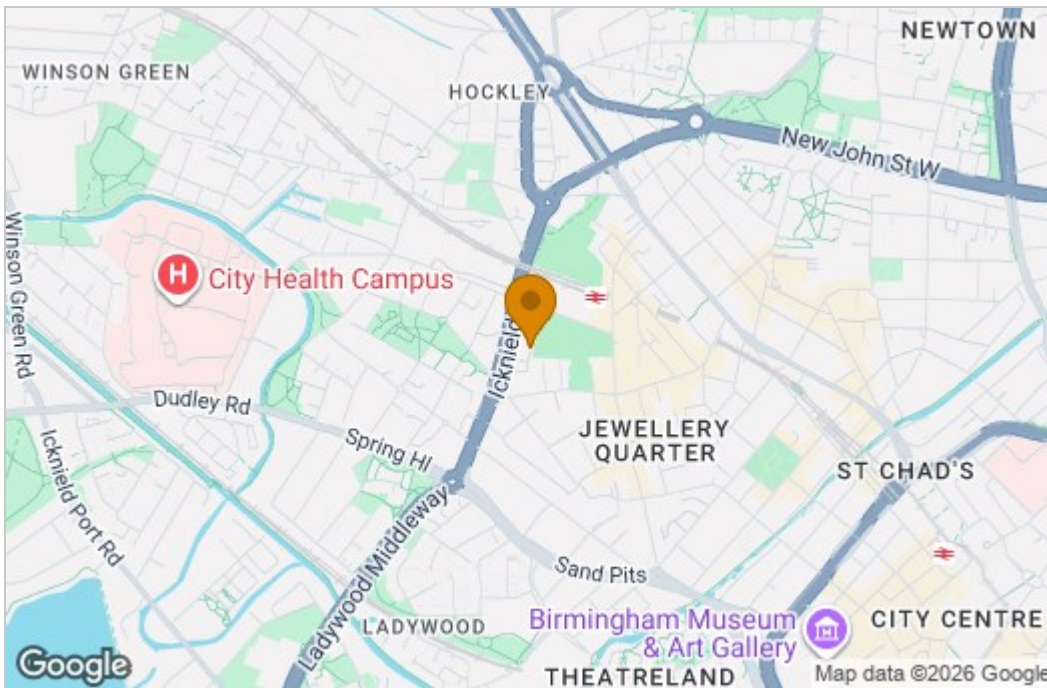 NEWTOWN
WINSON GREEN
HOCKLEY
New John St W
Winson Green Rd
H
City Health Campus
Icknield
Dudley Rd
JEWELLERY
QUARTER
Spring Hl
ST CHAD'S
Icknield Port Rd
Ladywood Middleway
Sand Pits
LADYWOOD
Birmingham Museum
& Art Gallery
CITY CENTRE
THEATRELAND
Google
Map data ©2026 Google